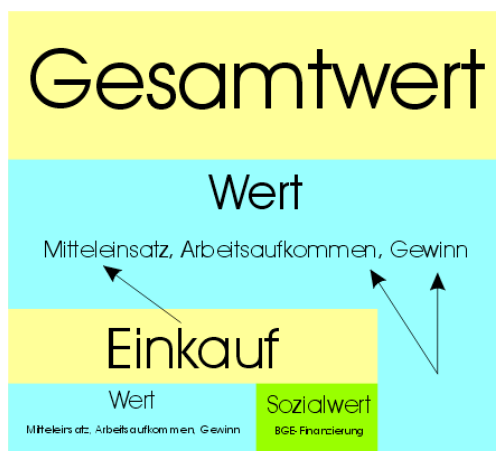 Gesamtwert
Wert
Mitteleinsatz, Arbeitsaufkommen, Gewinn
Einkauf
Wert
Mitteleinsatz, Arbeitsaufkommen, Gewinn
Sozialwert
BGE-Finanzierung